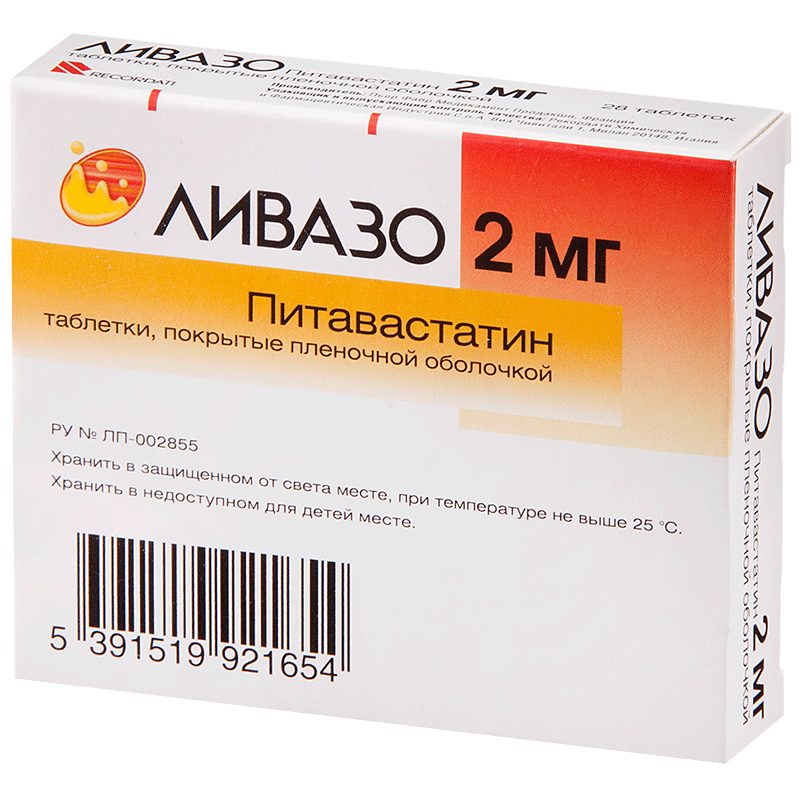 ЛИВАЗО Питавастатин 2 мг
таблетки, покрытые пленочной оболочкой
28 таблеток
RECORDATI
Производитель: Пьер Фабр Медикамент Продакшн, Франция
Упаковщик и выпускающий контроль качества: Рекордати Химическая
и Фармацевтическая Индустрия С.п.А. Виа Чивитали 1, Милан 20148, Италия
ЛИВАЗО 2 мг
Питавастатин
таблетки, покрытые пленочной оболочкой
РУ № ЛП-002855
Хранить в защищенном от света месте, при температуре не выше 25 °C.
Хранить в недоступном для детей месте.
5 391519 921654
ЛИВАЗО Питавастатин 2 мг
таблетки, покрытые пленочной оболочкой